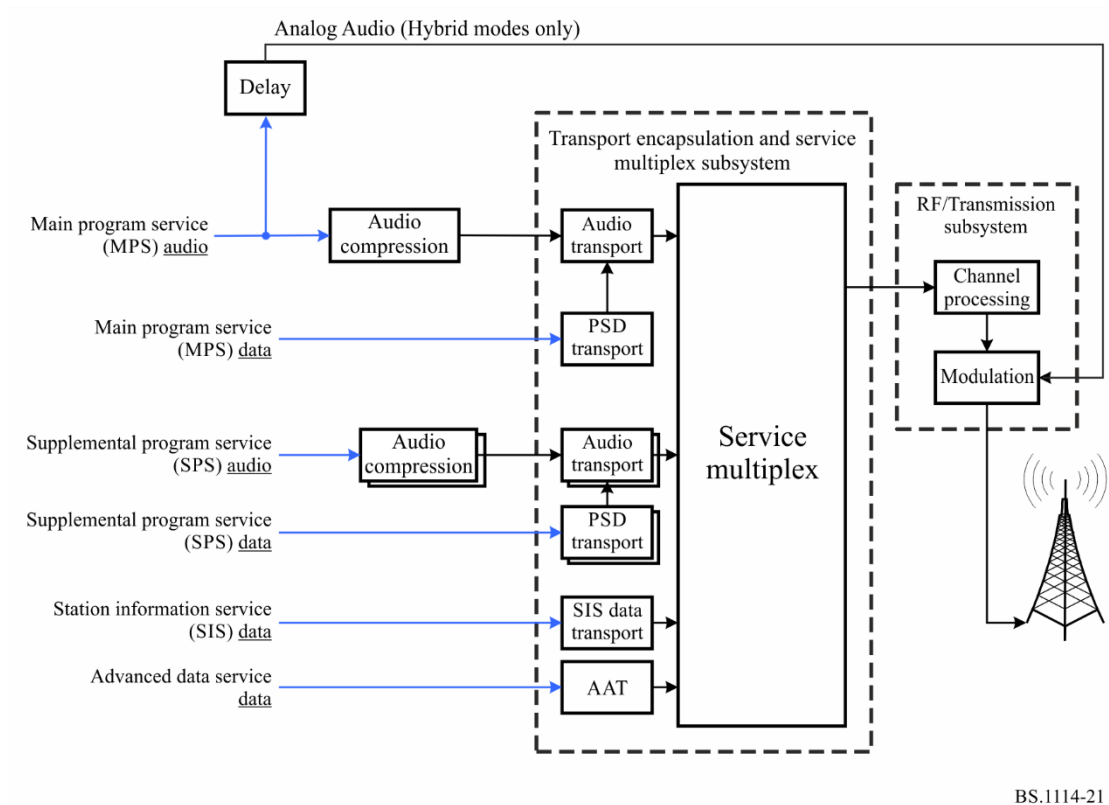 Analog Audio (Hybrid modes only)
Delay
Transport encapsulation and service
multiplex subsystem
RF/Transmission
subsystem
Main program service
(MPS) audio
Audio
compression
Audio
transport
Channel
processing
Main program service
(MPS) data
PSD
transport
Modulation
Supplemental program service
(SPS) audio
Audio
compression
Audio
transport
Service
multiplex
Supplemental program service
(SPS) data
PSD
transport
Station information service
(SIS) data
SIS data
transport
Advanced data service
data
AAT
BS.1114-21